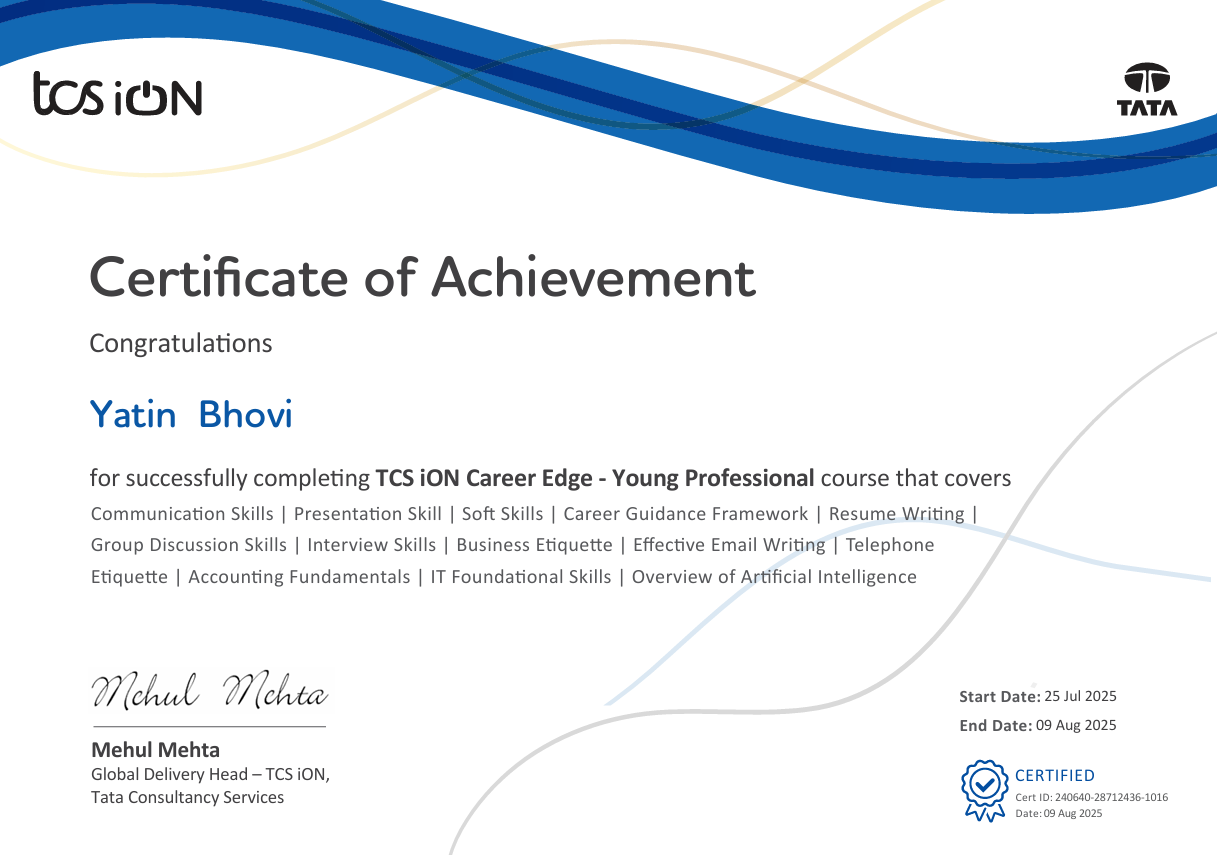 tcs iON
TATA
Certificate of Achievement
Congratulations
Yatin Bhovi
for successfully completing TCS iON Career Edge - Young Professional course that covers
Communication Skills | Presentation Skill | Soft Skills | Career Guidance Framework | Resume Writing |
Group Discussion Skills | Interview Skills | Business Etiquette | Effective Email Writing | Telephone
Etiquette | Accounting Fundamentals | IT Foundational Skills | Overview of Artificial Intelligence
Mehul Mehta
Mehul Mehta
Global Delivery Head – TCS iON,
Tata Consultancy Services
Start Date: 25 Jul 2025
End Date: 09 Aug 2025
CERTIFIED
Cert ID: 240640-28712436-1016
Date: 09 Aug 2025